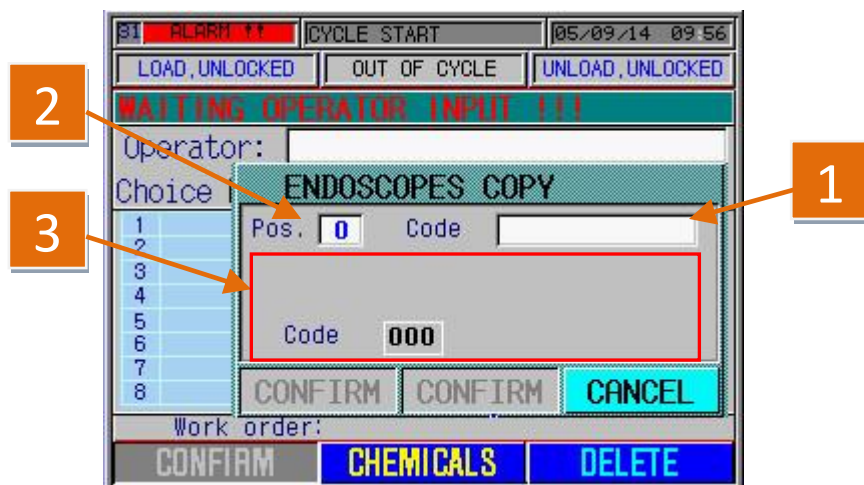 31 ALARM !! CYCLE START 05/09/14 09:56
LOAD,UNLOCKED OUT OF CYCLE UNLOAD,UNLOCKED
WAITING OPERATOR INPUT !!!
2
Operator:
Choice
ENDOSCOPES COPY
1
3
Pos. 0 Code
1
2
3
4
5
6
7
8
Code 000
CONFIRM CONFIRM CANCEL
Work order:
CONFIRM CHEMICALS DELETE